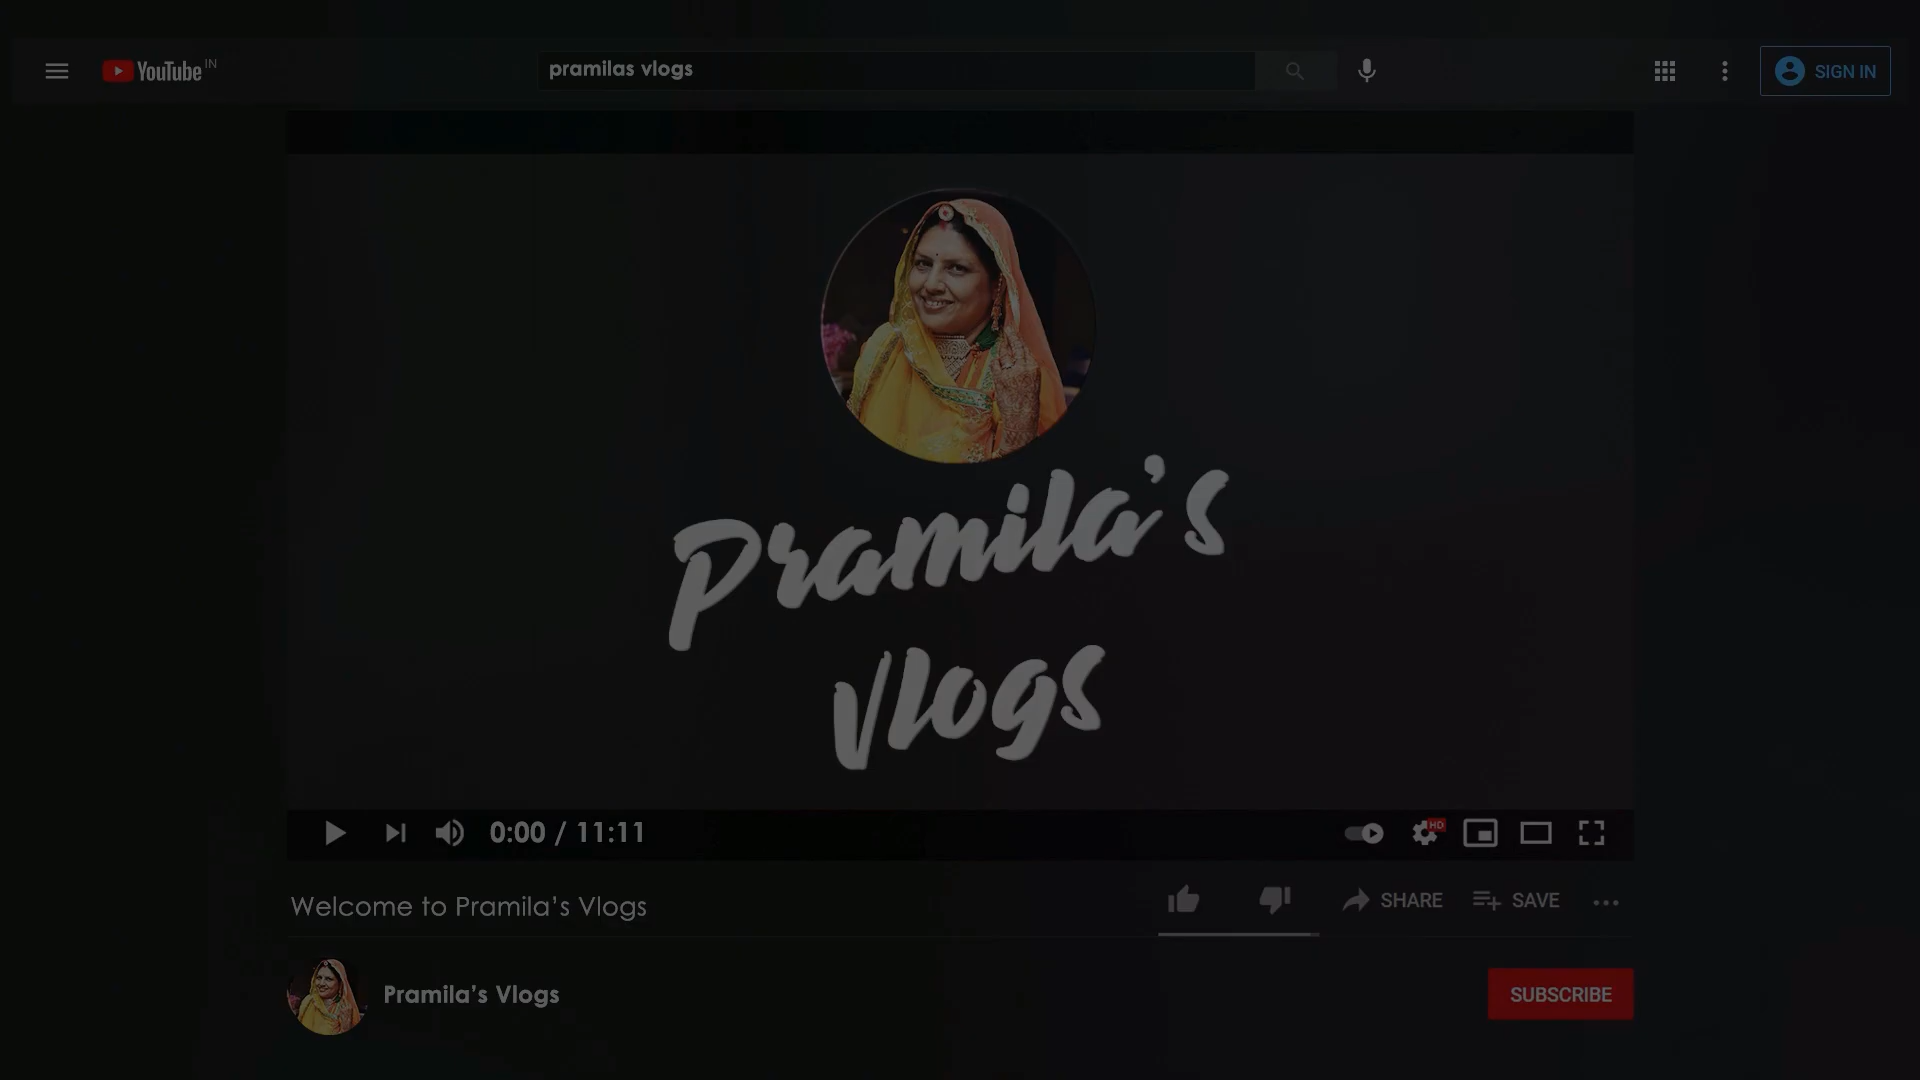 YouTube IN
pramilas vlogs
SIGN IN
Pramila's
Vlogs
0:00 / 11:11
HD
Welcome to Pramila's Vlogs
SHARE
SAVE
Pramila's Vlogs
SUBSCRIBE